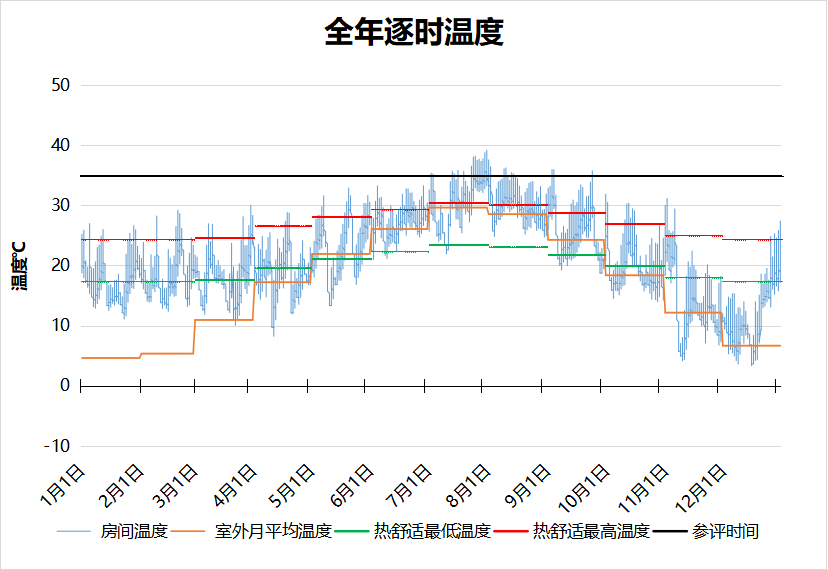 全年逐时温度
50
40
30
20
10
0
-10
温度℃
1月1日
2月1日
3月1日
4月1日
5月1日
6月1日
7月1日
8月1日
9月1日
10月1日
11月1日
12月1日
房间温度 室外月平均温度 热舒适最低温度 热舒适最高温度 参评时间